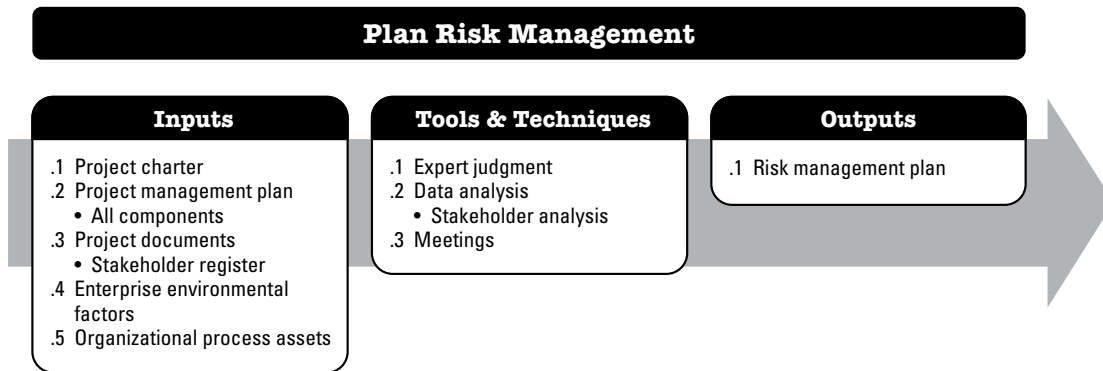 Plan Risk Management
Inputs
.1 Project charter
.2 Project management plan
• All components
.3 Project documents
• Stakeholder register
.4 Enterprise environmental
factors
.5 Organizational process assets
Tools & Techniques
.1 Expert judgment
.2 Data analysis
• Stakeholder analysis
.3 Meetings
Outputs
.1 Risk management plan